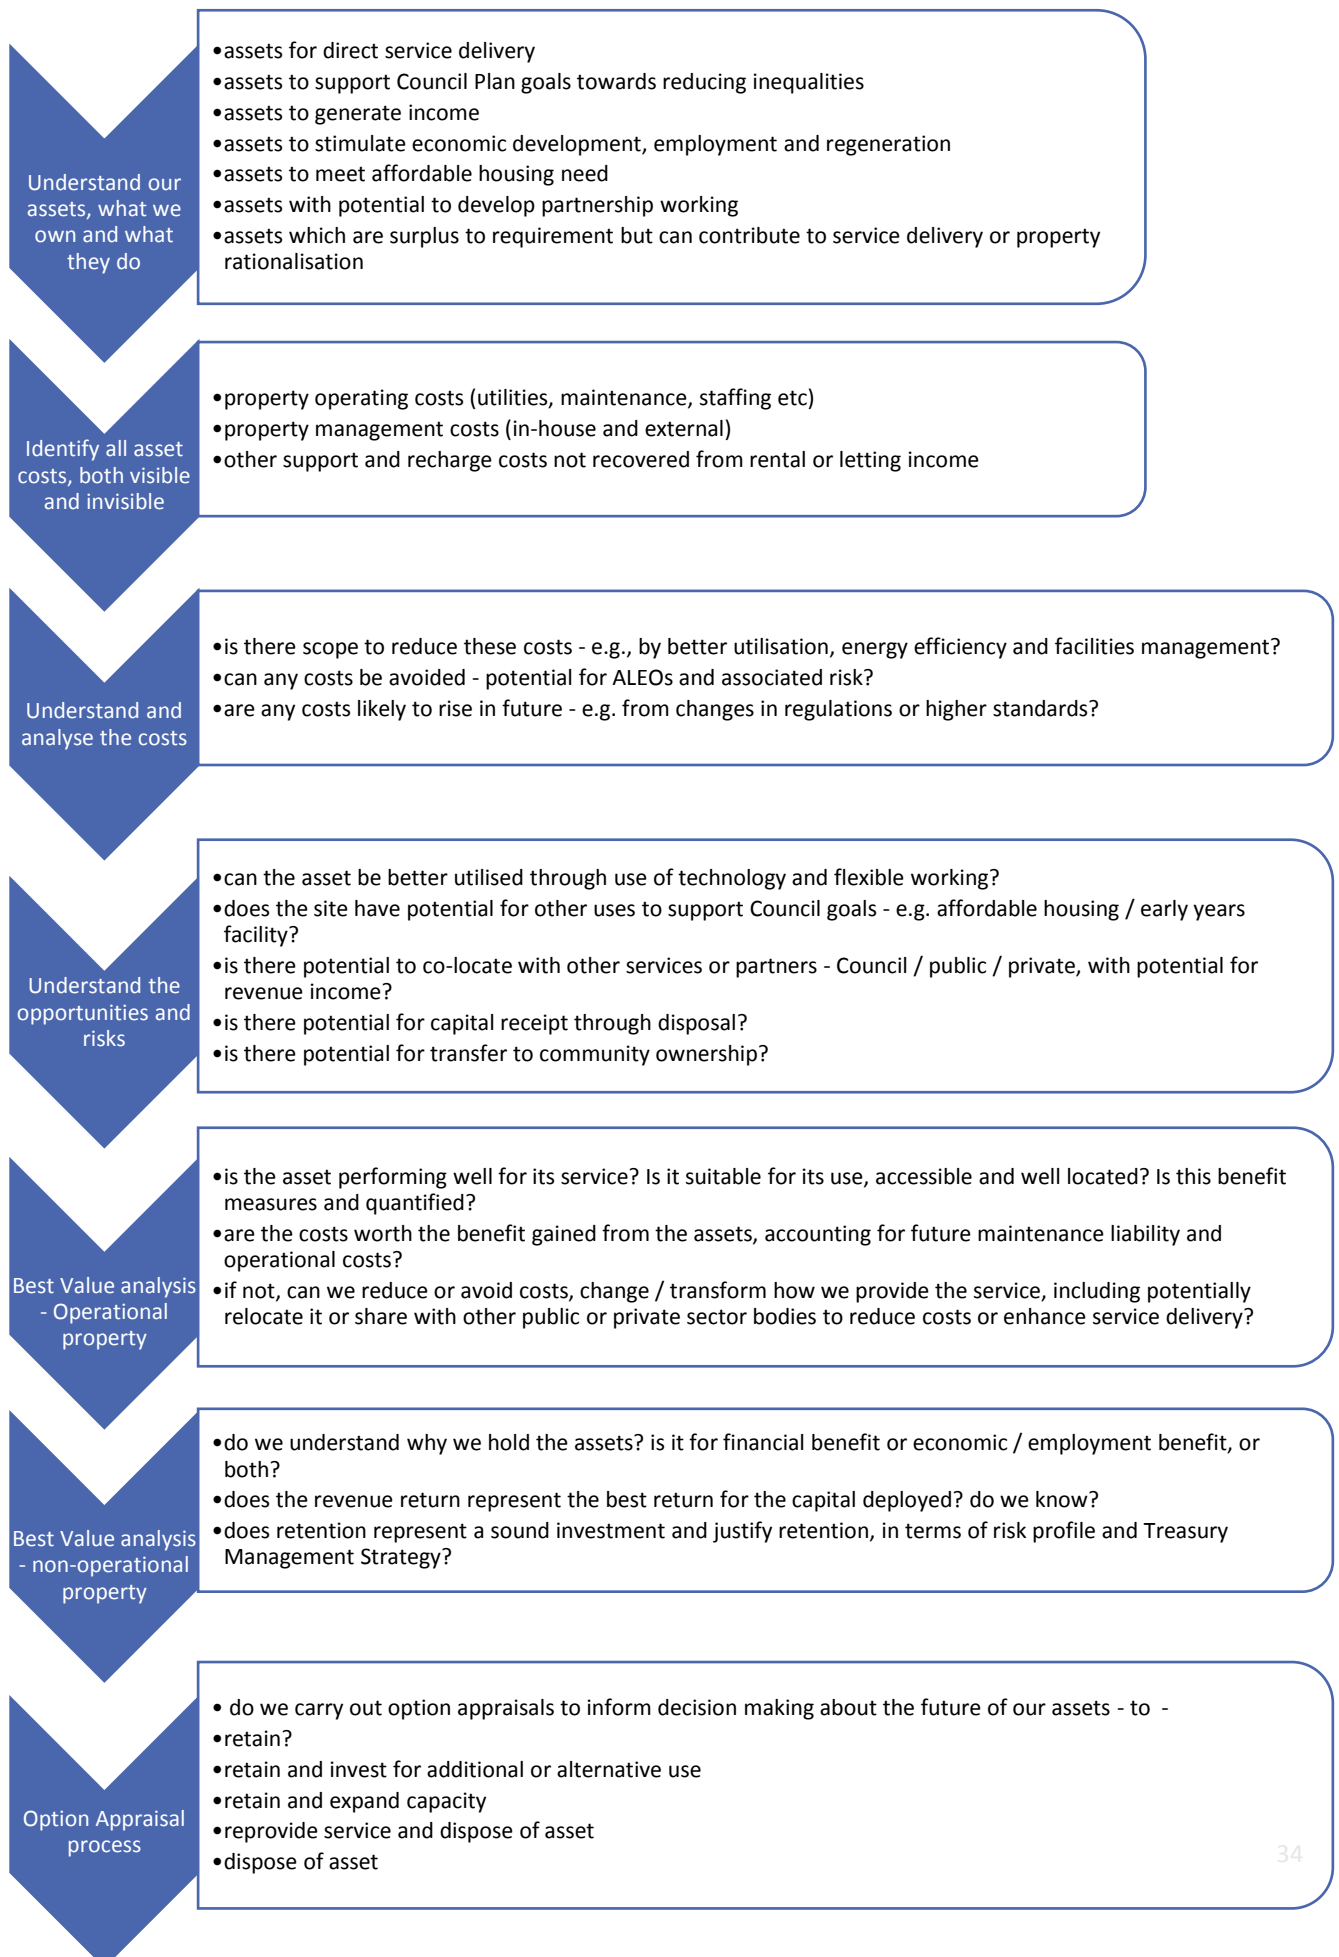 Understand our
assets, what we
own and what
they do
•assets for direct service delivery
•assets to support Council Plan goals towards reducing inequalities
•assets to generate income
•assets to stimulate economic development, employment and regeneration
•assets to meet affordable housing need
•assets with potential to develop partnership working
•assets which are surplus to requirement but can contribute to service delivery or property
rationalisation
Identify all asset
costs, both visible
and invisible
•property operating costs (utilities, maintenance, staffing etc)
•property management costs (in-house and external)
•other support and recharge costs not recovered from rental or letting income
Understand and
analyse the costs
•is there scope to reduce these costs - e.g., by better utilisation, energy efficiency and facilities management?
•can any costs be avoided - potential for ALEOs and associated risk?
•are any costs likely to rise in future - e.g. from changes in regulations or higher standards?
Understand the
opportunities and
risks
•can the asset be better utilised through use of technology and flexible working?
•does the site have potential for other uses to support Council goals - e.g. affordable housing / early years
facility?
•is there potential to co-locate with other services or partners - Council / public / private, with potential for
revenue income?
•is there potential for capital receipt through disposal?
•is there potential for transfer to community ownership?
Best Value analysis
- Operational
property
•is the asset performing well for its service? Is it suitable for its use, accessible and well located? Is this benefit
measures and quantified?
•are the costs worth the benefit gained from the assets, accounting for future maintenance liability and
operational costs?
•if not, can we reduce or avoid costs, change / transform how we provide the service, including potentially
relocate it or share with other public or private sector bodies to reduce costs or enhance service delivery?
Best Value analysis
- non-operational
property
•do we understand why we hold the assets? is it for financial benefit or economic / employment benefit, or
both?
•does the revenue return represent the best return for the capital deployed? do we know?
•does retention represent a sound investment and justify retention, in terms of risk profile and Treasury
Management Strategy?
Option Appraisal
process
• do we carry out option appraisals to inform decision making about the future of our assets - to -
•retain?
•retain and invest for additional or alternative use
•retain and expand capacity
•reprovide service and dispose of asset
•dispose of asset
34